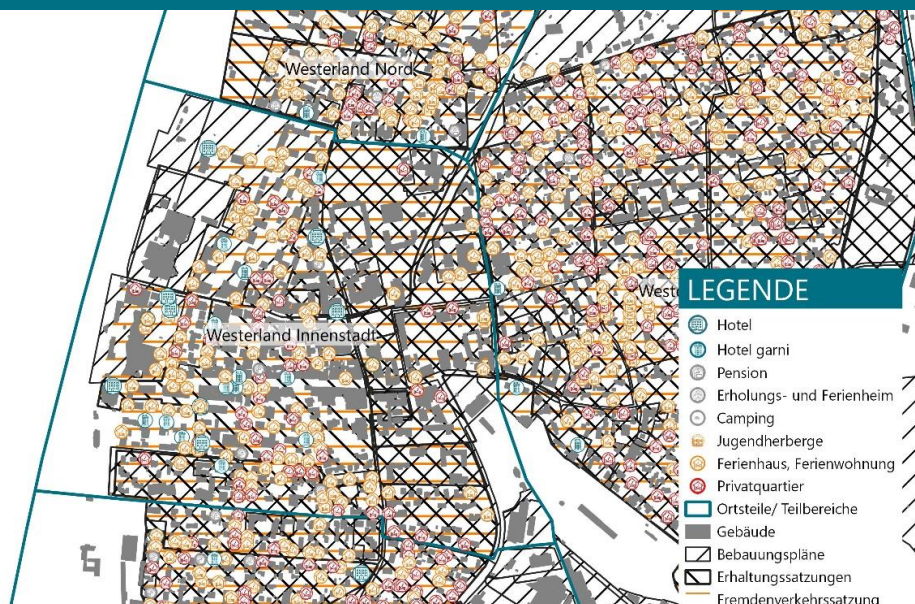 Westerland Nord
Westerland Innenstadt
LEGENDE
Hotel
Hotel garni
Pension
Erholungs- und Ferienheim
Camping
Jugendherberge
Ferienhaus, Ferienwohnung
Privatquartier
Ortsteile/ Teilbereiche
Gebäude
Bebauungspläne
Erhaltungssatzungen
Fremdenverkehrssatzung